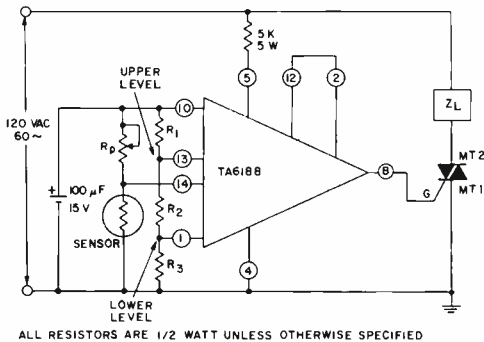 5 K
5 W
5
12
2
UPPER
LEVEL
120 VAC
60~
10
R1
Rp
13
14
TA6188
ZL
MT2
MT1
8
G
+
100 µF
15 V
SENSOR
R2
1
R3
4
LOWER
LEVEL
ALL RESISTORS ARE 1/2 WATT UNLESS OTHERWISE SPECIFIED